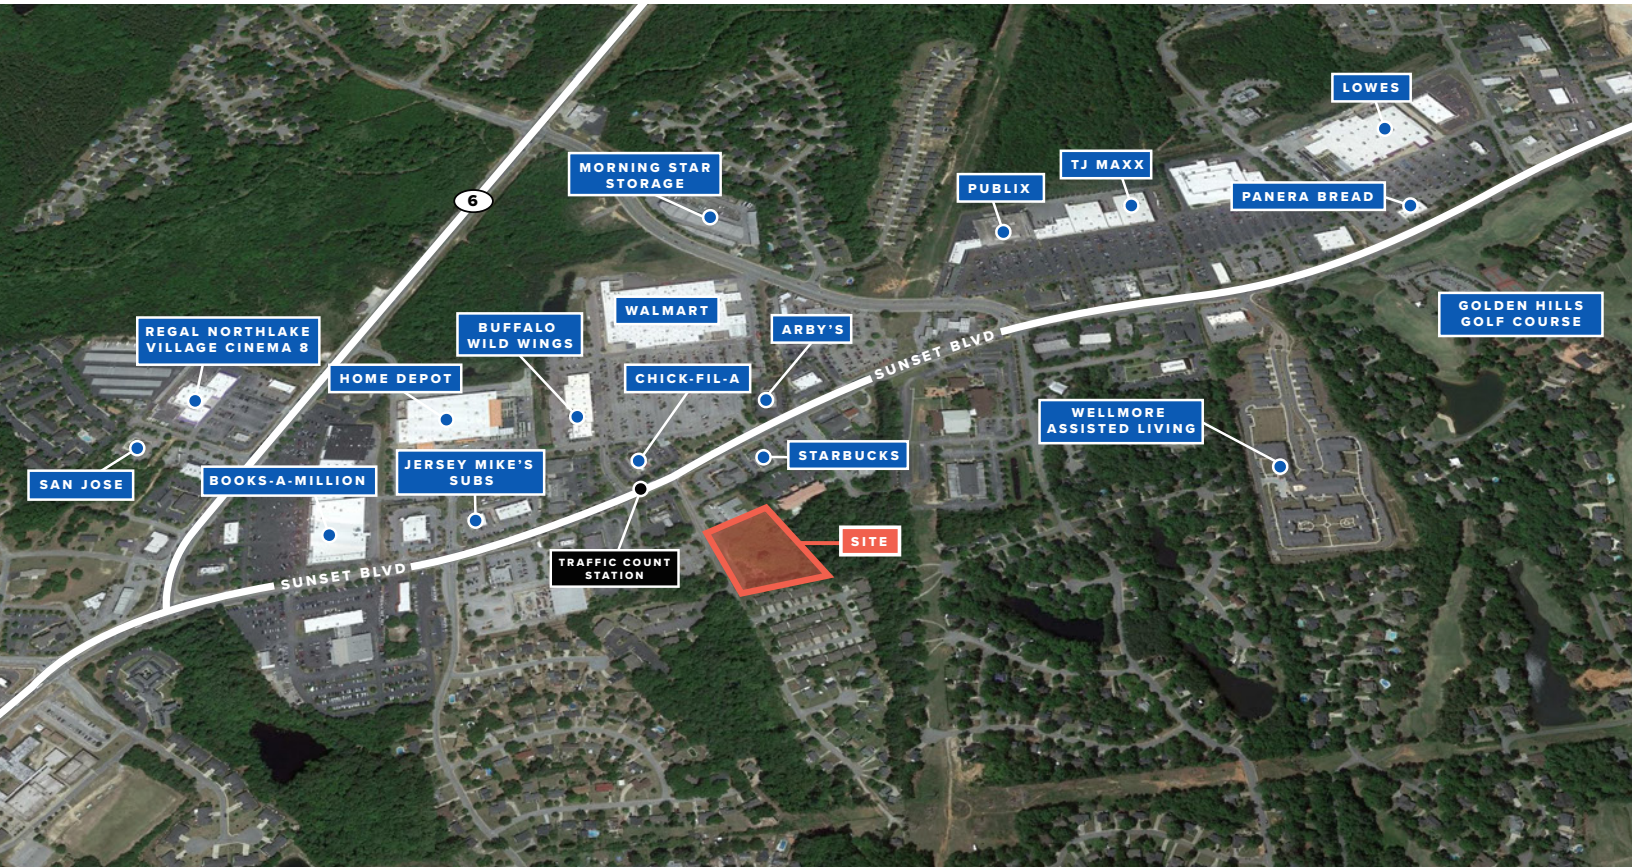 LOWES
MORNING STAR
STORAGE
TJ MAXX
PUBLIX
PANERA BREAD
6
WALMART
GOLDEN HILLS
GOLF COURSE
REGAL NORTHLAKE
VILLAGE CINEMA 8
BUFFALO
WILD WINGS
ARBY'S
SUNSET BLVD
HOME DEPOT
CHICK-FIL-A
WELLMORE
ASSISTED LIVING
STARBUCKS
SAN JOSE
BOOKS-A-MILLION
JERSEY MIKE'S
SUBS
SITE
TRAFFIC COUNT
STATION
SUNSET BLVD